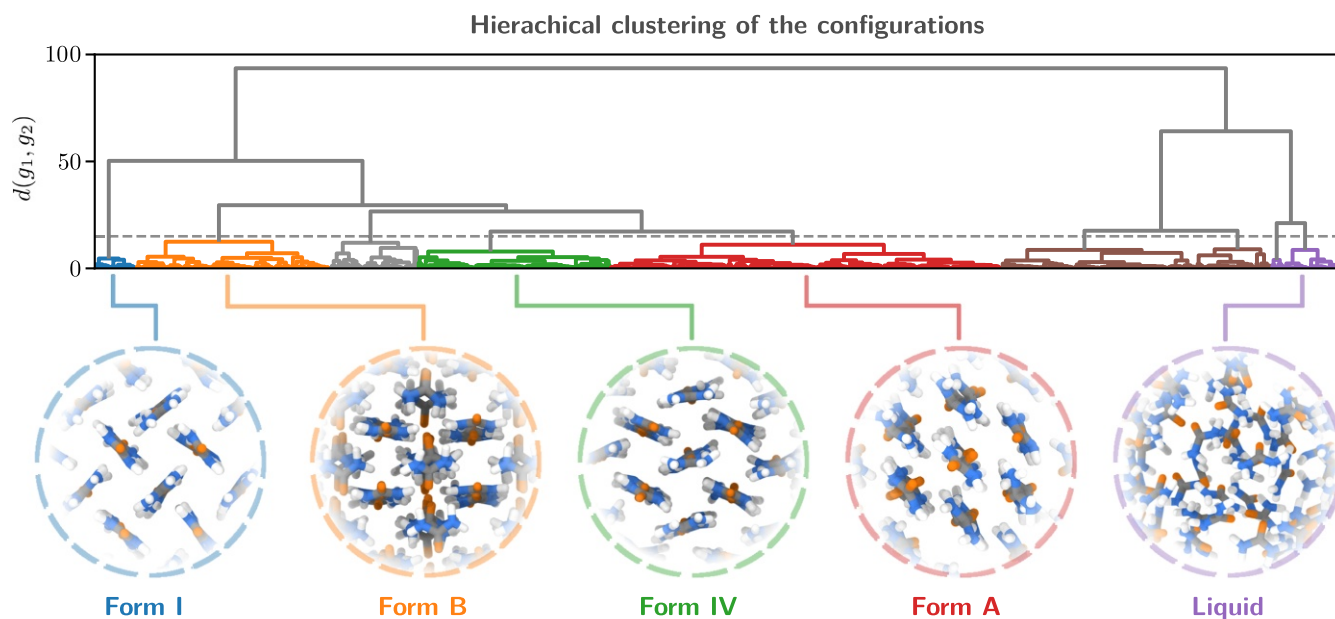 Hierachical clustering of the configurations
100
50
0
d(g₁, g₂)
Form I
Form B
Form IV
Form A
Liquid